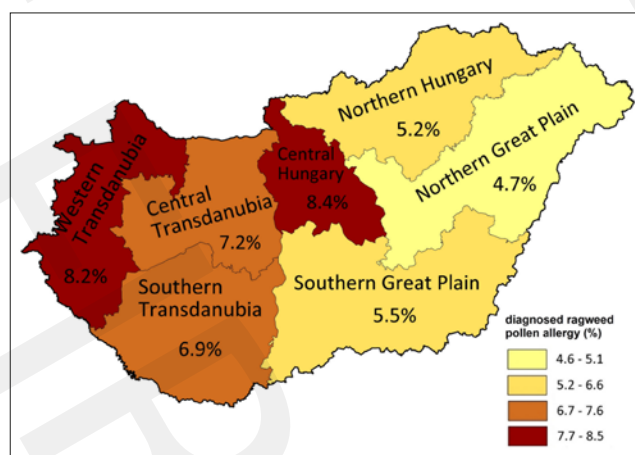 Northern Hungary
5.2%
Northern Great Plain
4.7%
Central
Hungary
8.4%
Western
Transdanubia
8.2%
Central
Transdanubia
7.2%
Southern
Transdanubia
6.9%
Southern Great Plain
5.5%
diagnosed ragweed
pollen allergy (%)
4.6 - 5.1
5.2 - 6.6
6.7 - 7.6
7.7 - 8.5